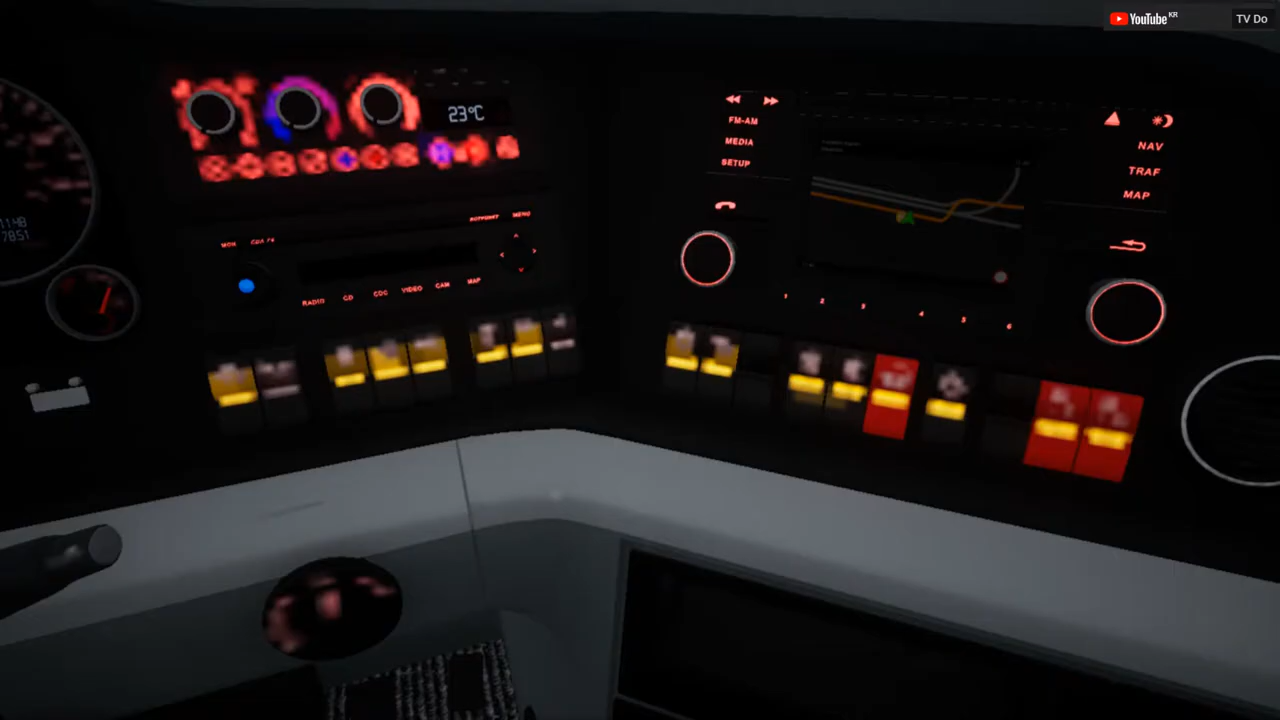 YouTube KR
TV Do
23°C
FM-AM
MEDIA
SETUP
NAV
TRAF
MAP
MENU
RADIO
CD
CDC
VIDEO
CAM
MAP
1 2 3 4 5 6